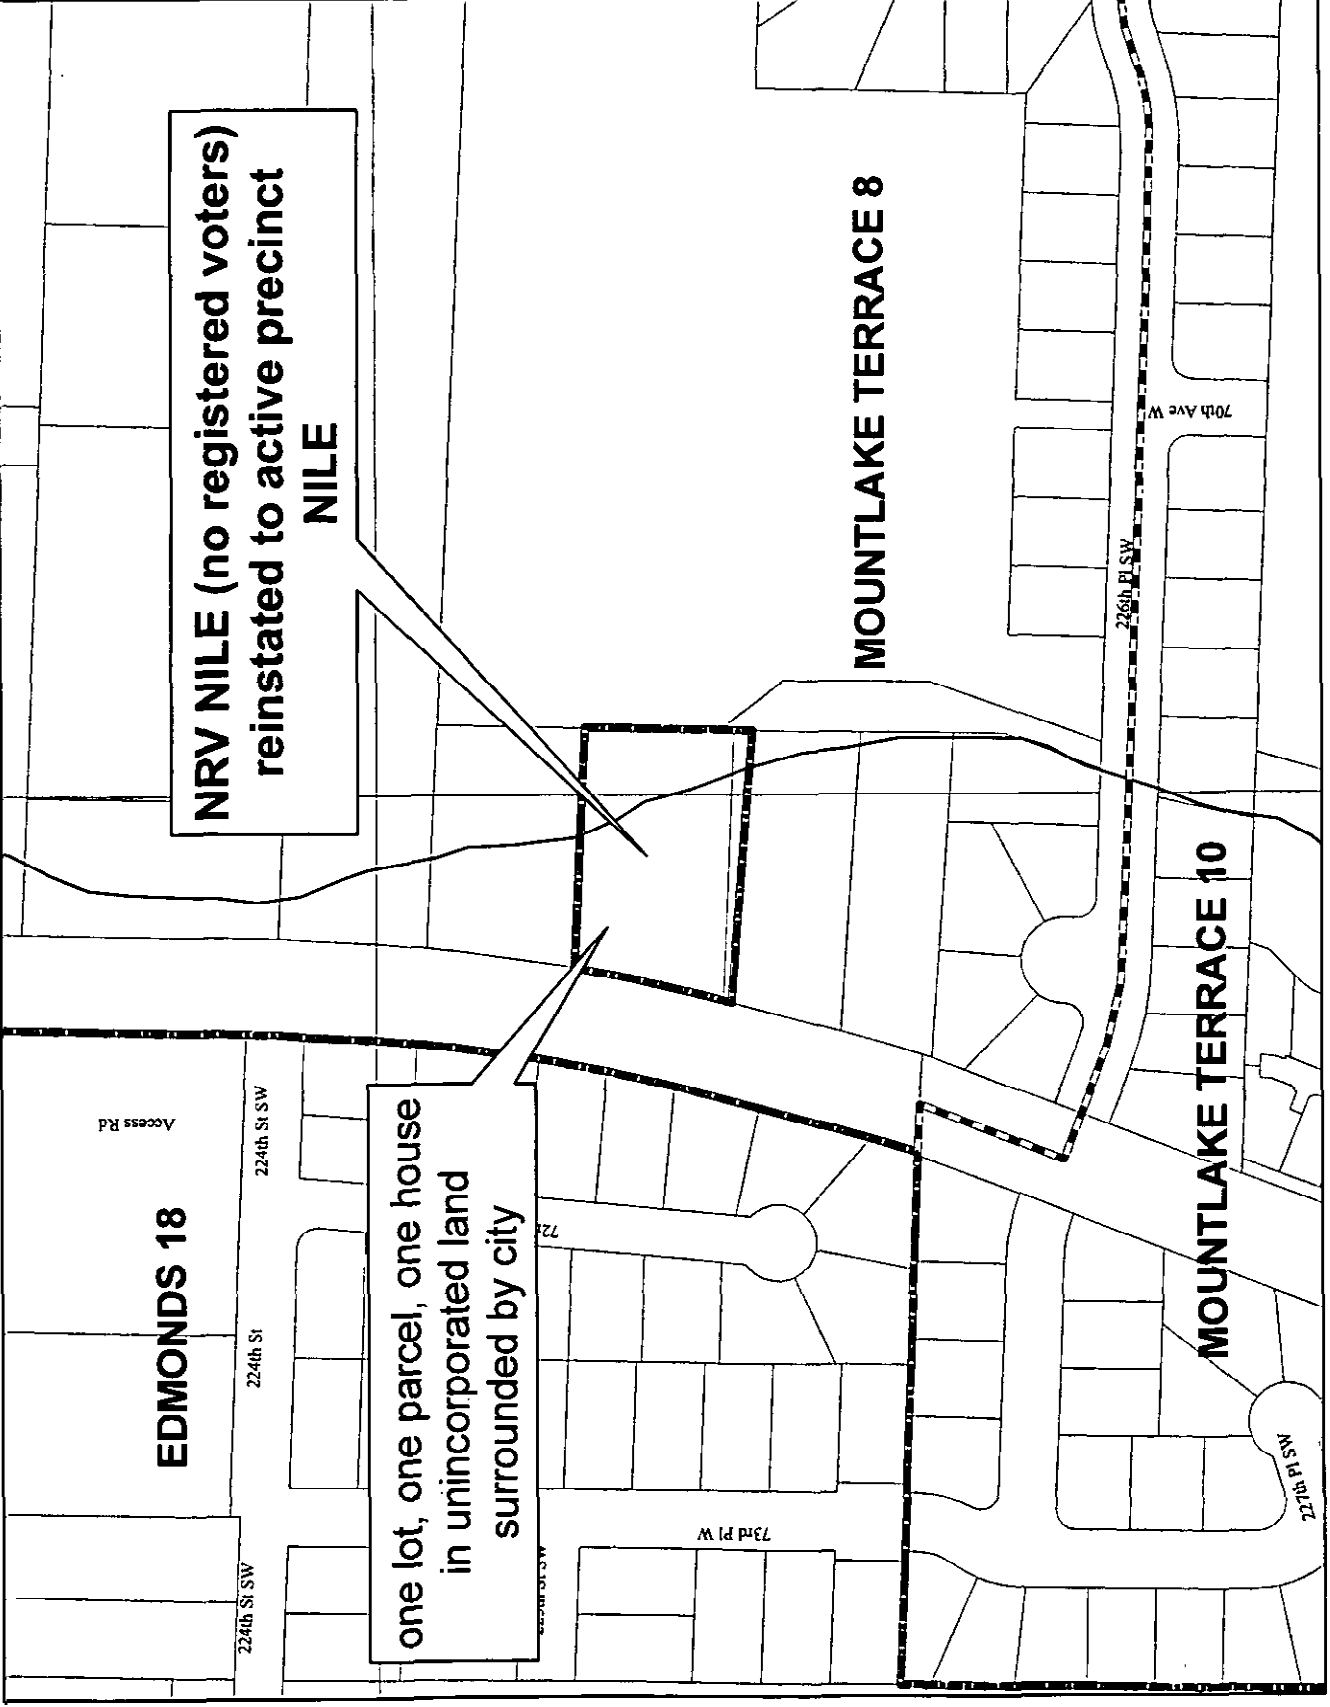 NRV NILE (no registered voters)
reinstated to active precinct
NILE
MOUNTLAKE TERRACE 8
70th Ave W
226th Pl SW
EDMONDS 18
Access Rd
224th St SW
224th St
224th St SW
one lot, one parcel, one house
in unincorporated land
surrounded by city
73rd Pl W
MOUNTLAKE TERRACE 10
227th Pl SW